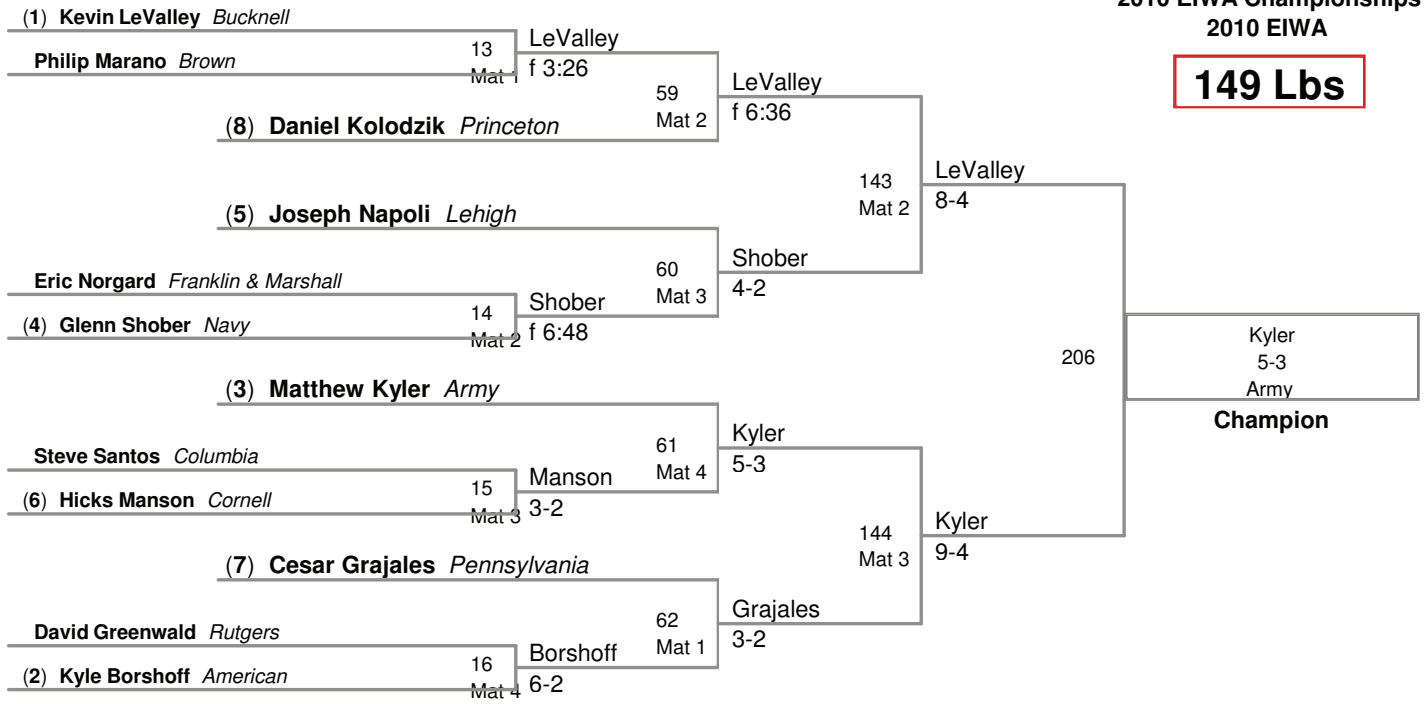 2010 EIWA Championships
2010 EIWA
149 Lbs
(1) Kevin LeValley Bucknell
Philip Marano Brown
13
Mat 1
LeValley
f 3:26
(8) Daniel Kolodzik Princeton
59
Mat 2
LeValley
f 6:36
(5) Joseph Napoli Lehigh
Eric Norgard Franklin & Marshall
(4) Glenn Shober Navy
14
Mat 2
Shober
f 6:48
60
Mat 3
Shober
4-2
143
Mat 2
LeValley
8-4
(3) Matthew Kyler Army
Steve Santos Columbia
(6) Hicks Manson Cornell
15
Mat 3
Manson
3-2
61
Mat 4
Kyler
5-3
(7) Cesar Grajales Pennsylvania
David Greenwald Rutgers
(2) Kyle Borshoff American
16
Mat 4
Borshoff
6-2
62
Mat 1
Grajales
3-2
144
Mat 3
Kyler
9-4
206
Kyler
5-3
Army
Champion